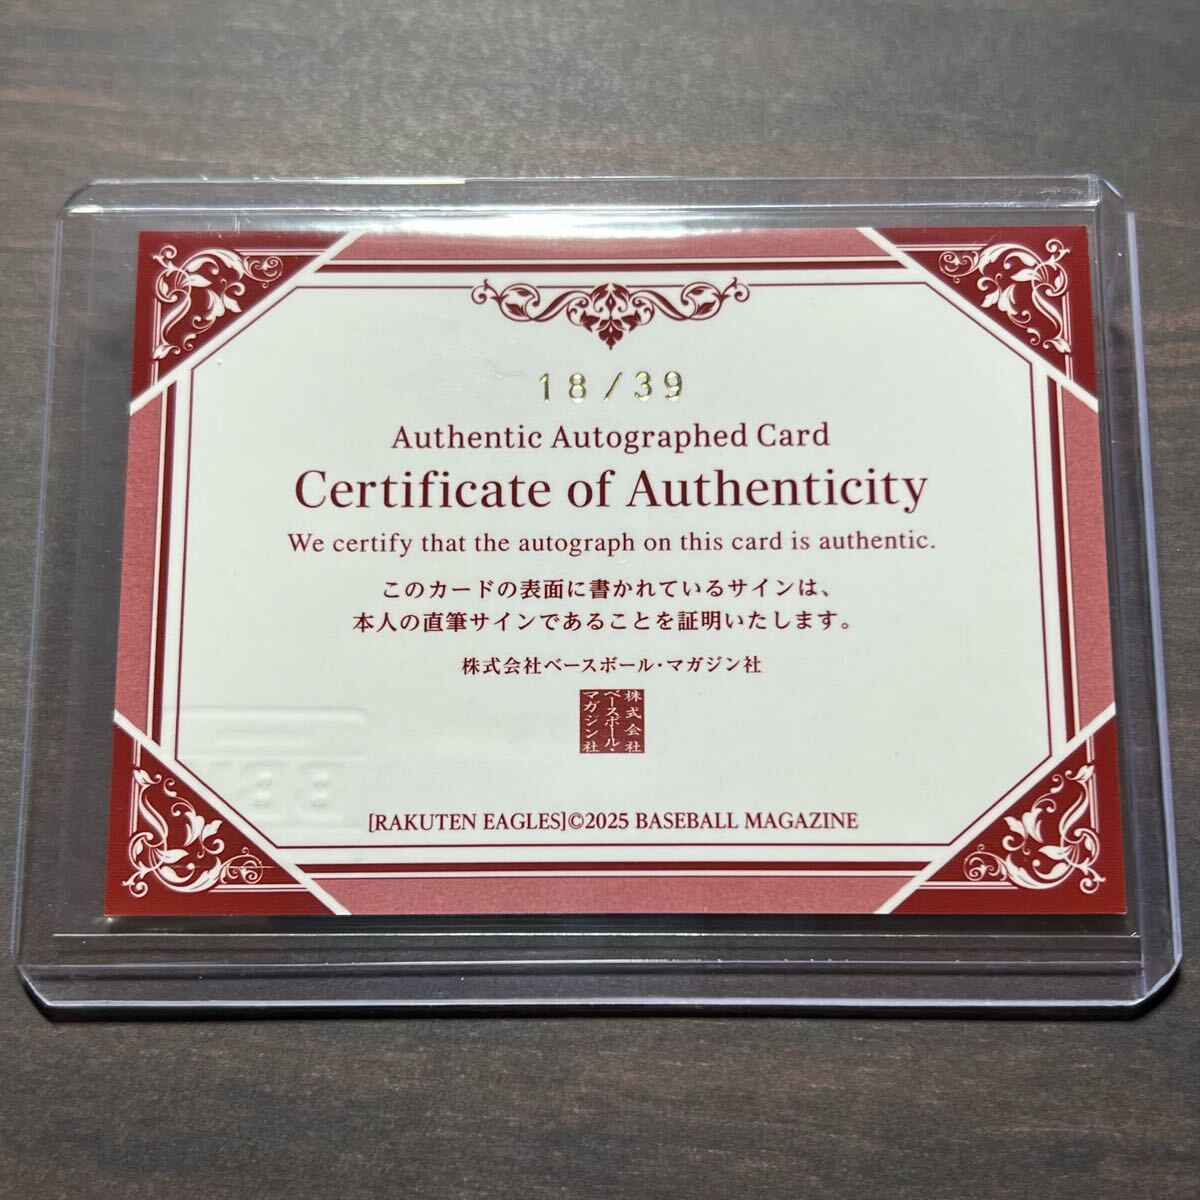 18/39
Authentic Autographed Card
Certificate of Authenticity
We certify that the autograph on this card is authentic.
このカードの表面に書かれているサインは、
本人の直筆サインであることを証明いたします。
株式会社ベースボール・マガジン社
株式会社
ベースボール・
マガジン社
[RAKUTEN EAGLES]©2025 BASEBALL MAGAZINE